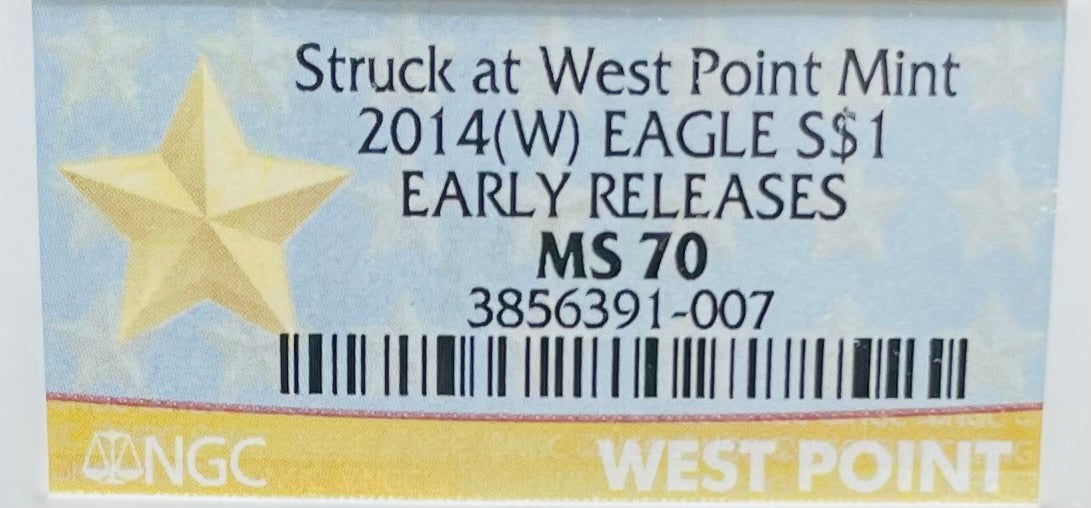 Struck at West Point Mint
2014(W) EAGLE S$1
EARLY RELEASES
MS 70
3856391-007
NGC
WEST POINT